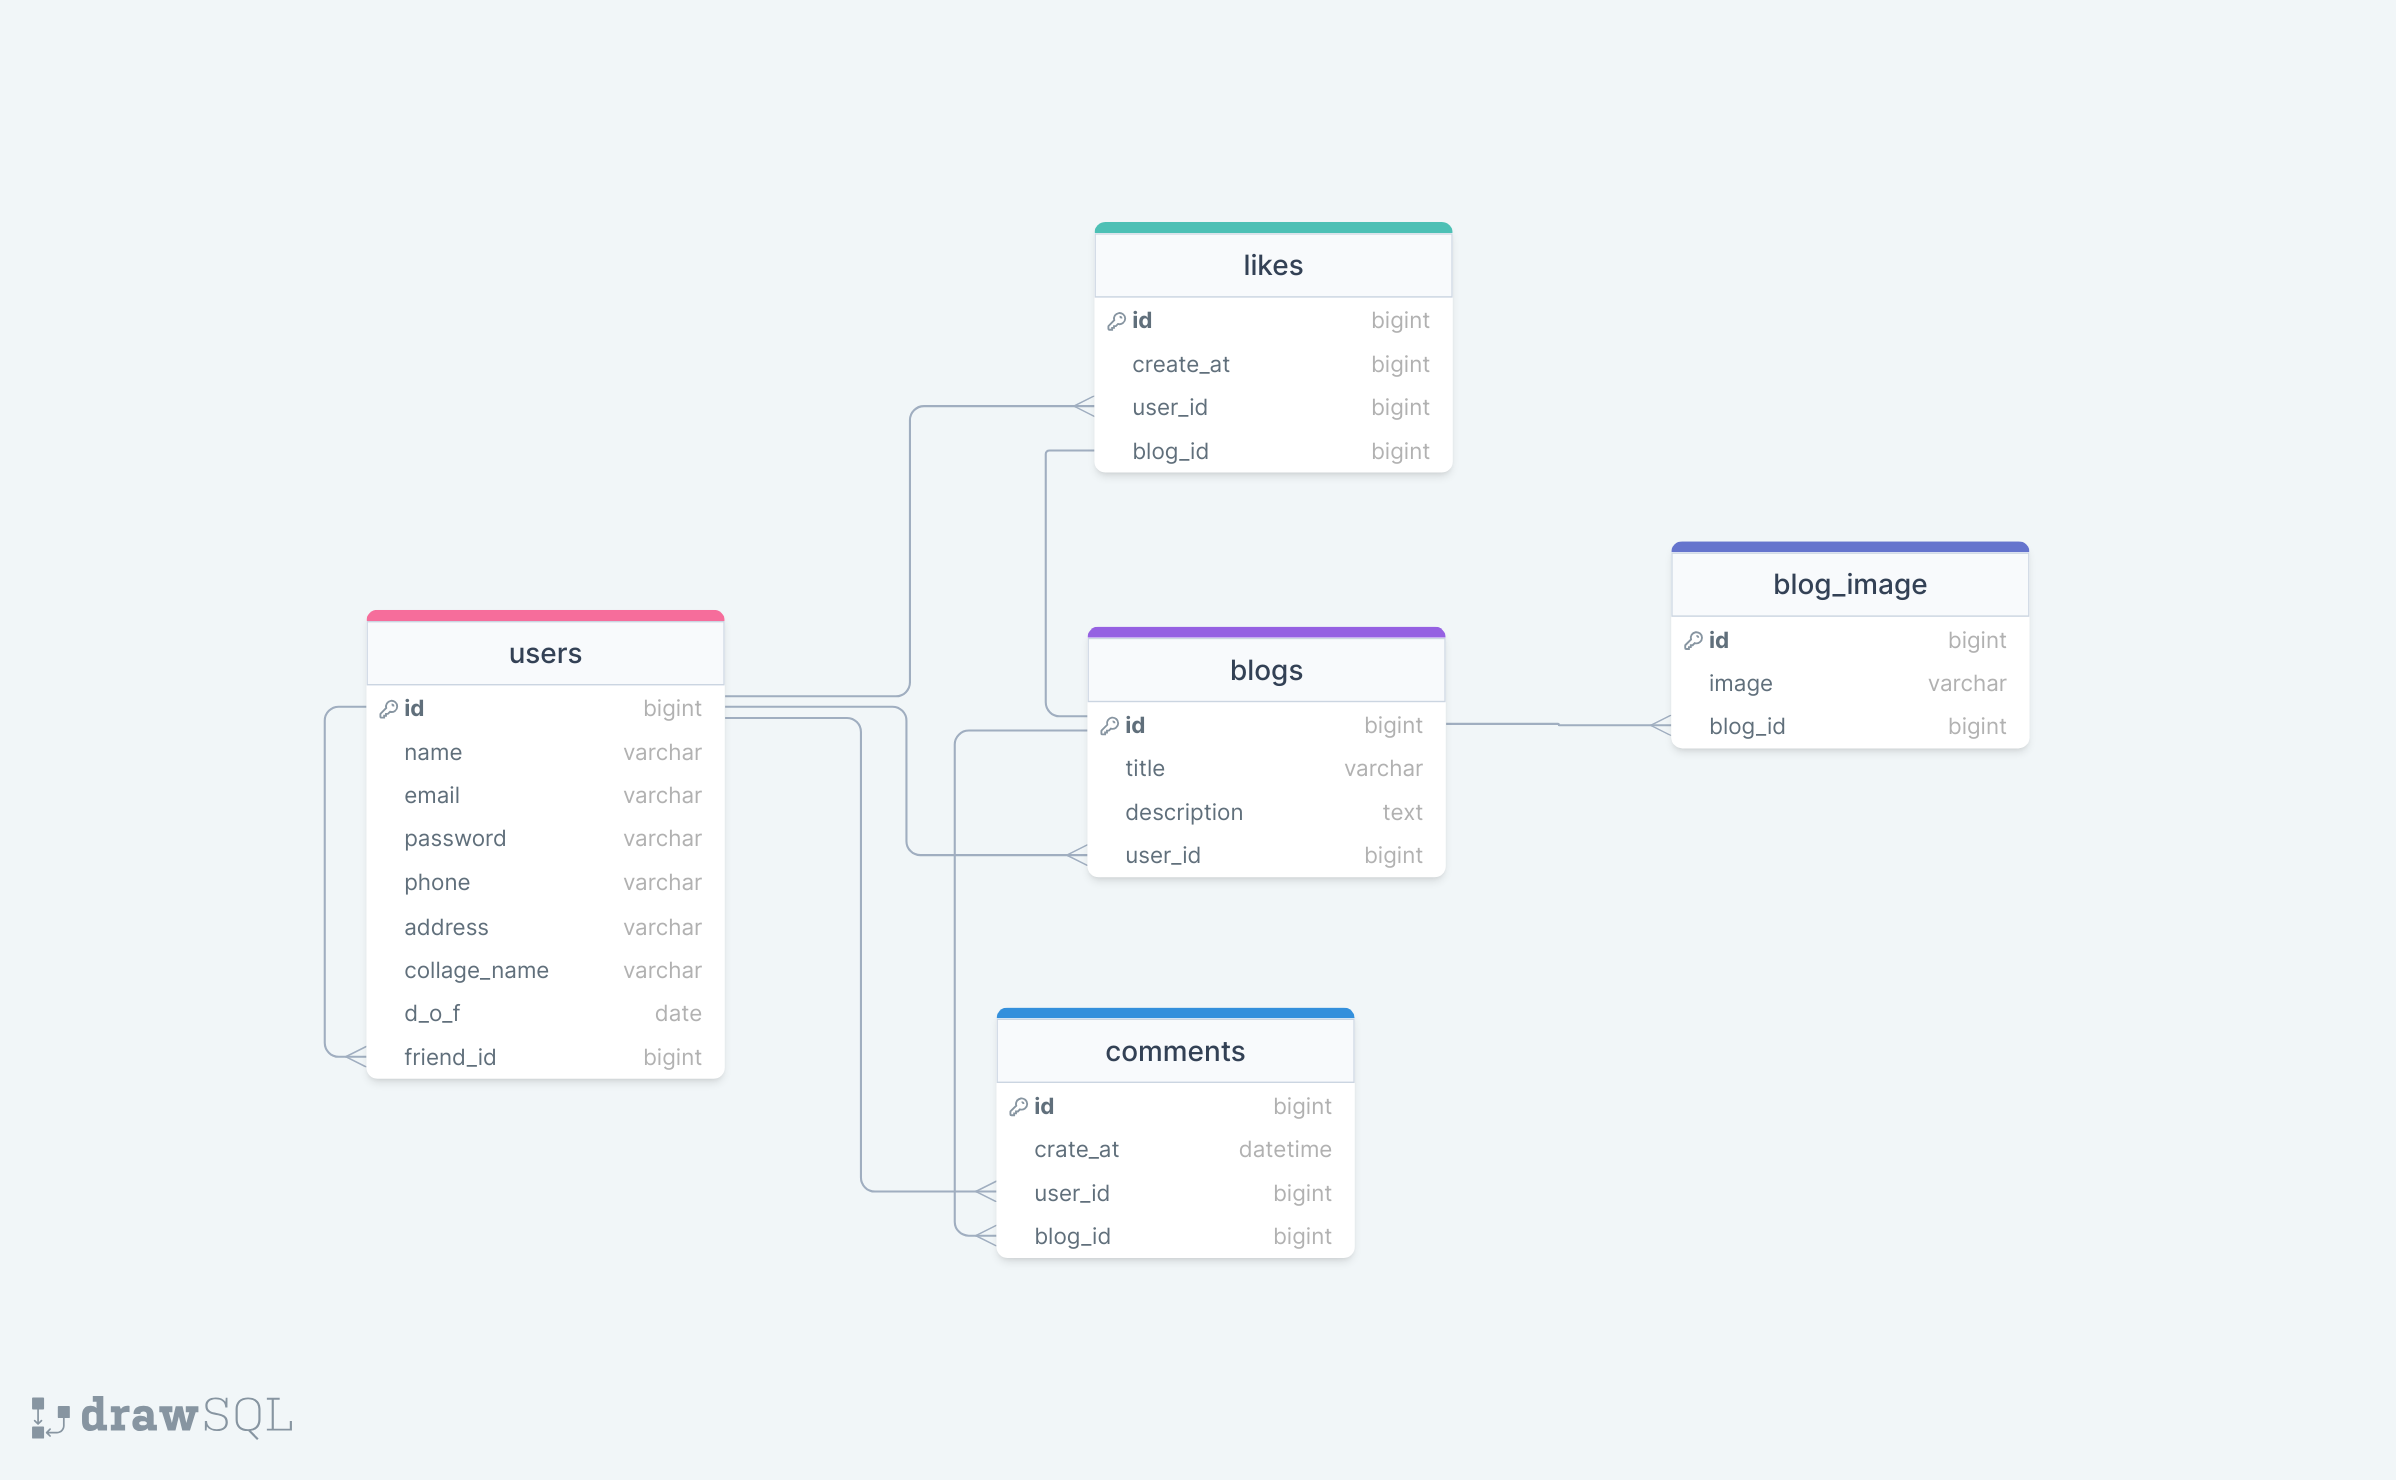 likes
id bigint
create_at bigint
user_id bigint
blog_id bigint
users
id bigint
name varchar
email varchar
password varchar
phone varchar
address varchar
collage_name varchar
d_o_f date
friend_id bigint
blogs
id bigint
title varchar
description text
user_id bigint
blog_image
id bigint
image varchar
blog_id bigint
comments
id bigint
crate_at datetime
user_id bigint
blog_id bigint
drawSQL